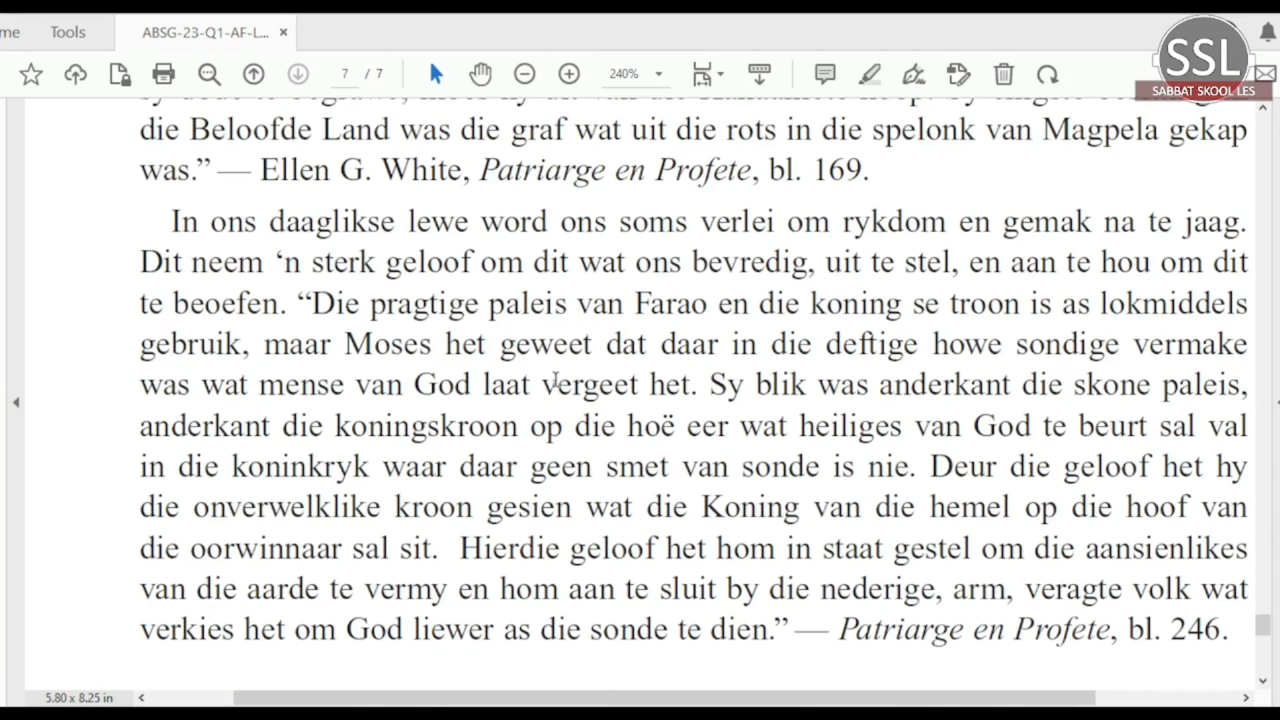 me Tools ABSG-23-Q1-AF-L... ×
SSL
SABBAT SKOOL LES
7 / 7 240%
die Beloofde Land was die graf wat uit die rots in die spelonk van Magpela gekap
was.” — Ellen G. White, Patriarge en Profete, bl. 169.
In ons daaglikse lewe word ons soms verlei om rykdom en gemak na te jaag.
Dit neem ‘n sterk geloof om dit wat ons bevredig, uit te stel, en aan te hou om dit
te beoefen. “Die pragtige paleis van Farao en die koning se troon is as lokmiddels
gebruik, maar Moses het geweet dat daar in die deftige howe sondige vermake
was wat mense van God laat vergeet het. Sy blik was anderkant die skone paleis,
anderkant die koningskroon op die hoë eer wat heiliges van God te beurt sal val
in die koninkryk waar daar geen smet van sonde is nie. Deur die geloof het hy
die onverwelklike kroon gesien wat die Koning van die hemel op die hoof van
die oorwinnaar sal sit. Hierdie geloof het hom in staat gestel om die aansienlikes
van die aarde te vermy en hom aan te sluit by die nederige, arm, veragte volk wat
verkies het om God liewer as die sonde te dien.” — Patriarge en Profete, bl. 246.
5.80 x 8.25 in